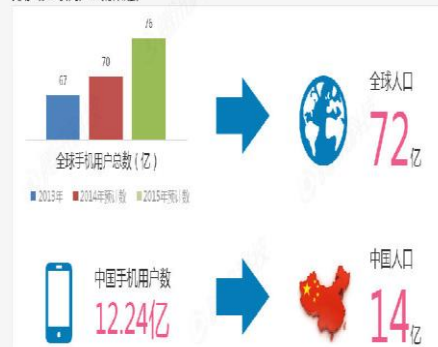 76
70
67
全球手机用户总数(亿)
2013年 2014年预计数 2015年预计数
全球人口
72亿
中国手机用户数
12.24亿
中国人口
14亿